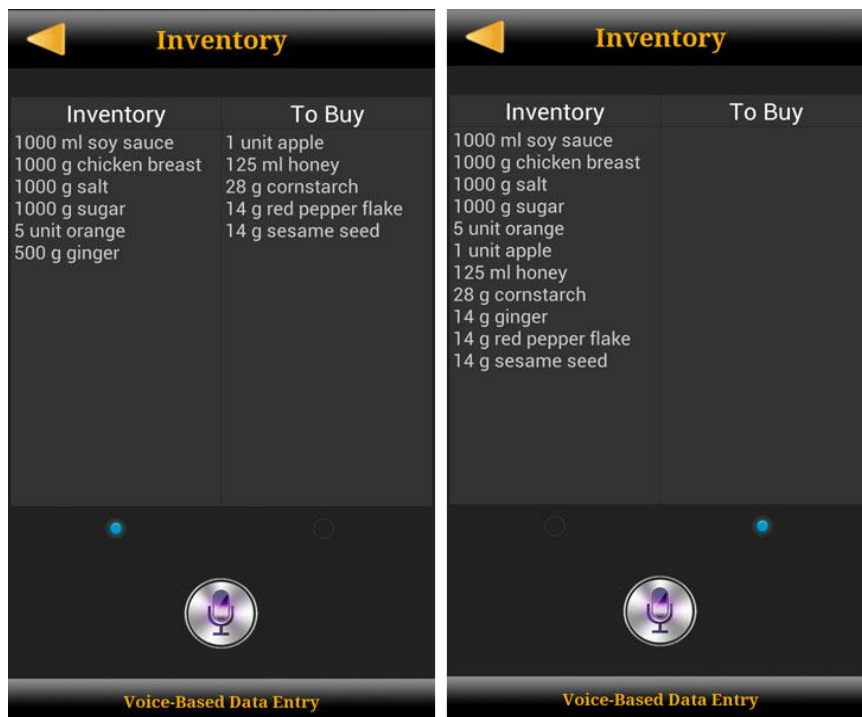 Inventory
Inventory
To Buy
1000 ml soy sauce
1000 g chicken breast
1000 g salt
1000 g sugar
5 unit orange
500 g ginger
1 unit apple
125 ml honey
28 g cornstarch
14 g red pepper flake
14 g sesame seed
Voice-Based Data Entry
Inventory
Inventory
To Buy
1000 ml soy sauce
1000 g chicken breast
1000 g salt
1000 g sugar
5 unit orange
1 unit apple
125 ml honey
28 g cornstarch
14 g ginger
14 g red pepper flake
14 g sesame seed
Voice-Based Data Entry